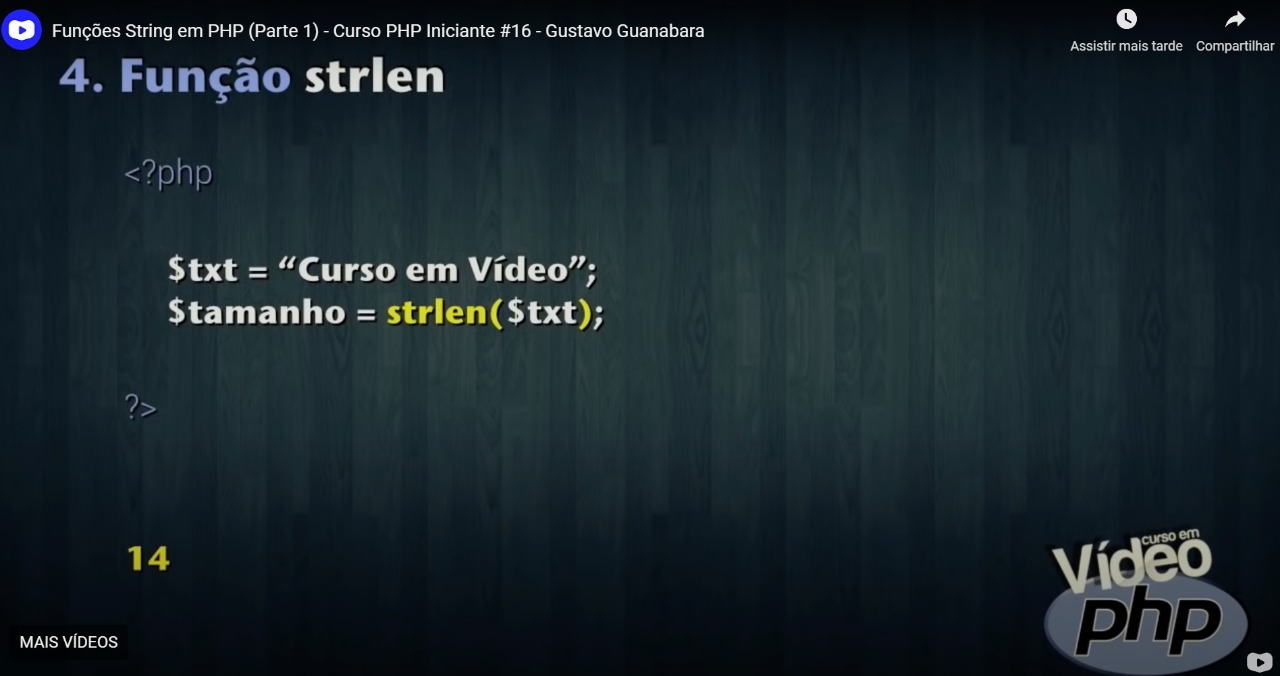 Funções String em PHP (Parte 1) - Curso PHP Iniciante #16 - Gustavo Guanabara
Assistir mais tarde
Compartilhar
4. Função strlen
<?php
$txt = “Curso em Vídeo”;
$tamanho = strlen($txt);
?>
14
curso em
Vídeo
php
MAIS VÍDEOS